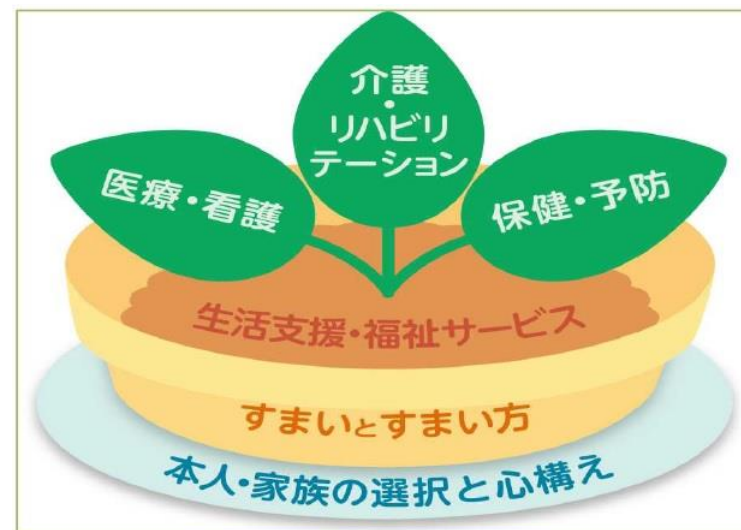 介護
・
リハビリ
テーション
医療・看護
保健・予防
生活支援・福祉サービス
すまいとすまい方
本人・家族の選択と心構え